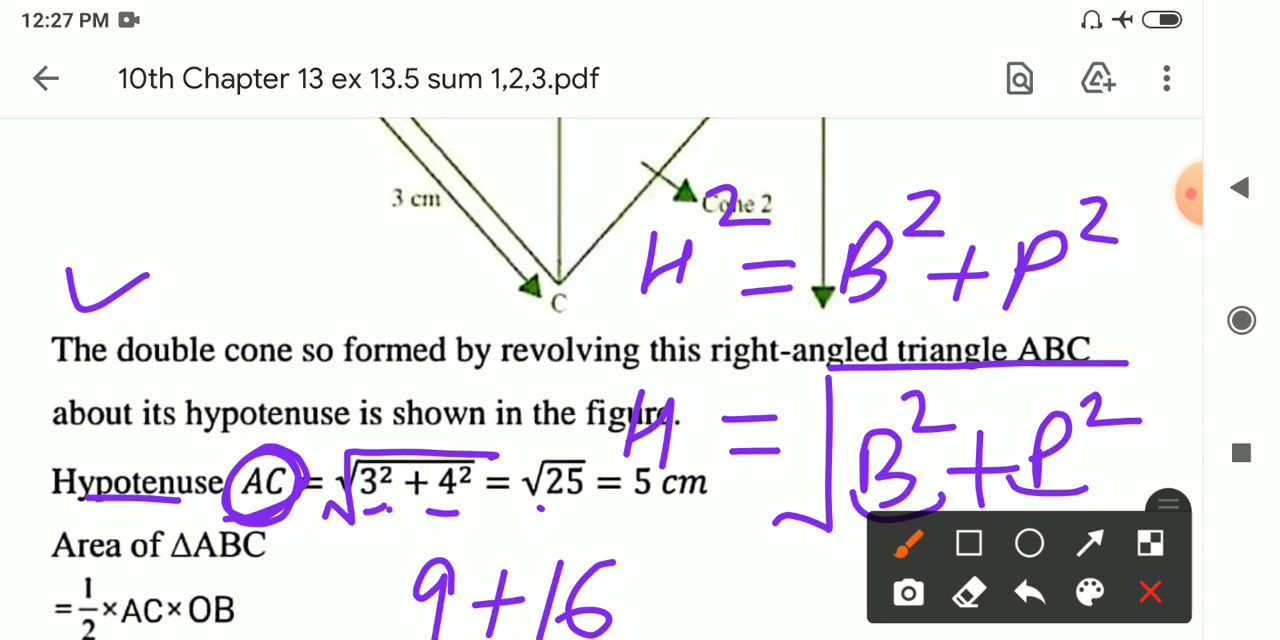 12:27 PM
10th Chapter 13 ex 13.5 sum 1,2,3.pdf
3 cm
Cone 2
C
H² = B² + P²
The double cone so formed by revolving this right-angled triangle ABC
about its hypotenuse is shown in the figure.
H = √B² + P²
Hypotenuse AC = √3² + 4² = √25 = 5 cm
Area of ΔABC
9 + 16
= 1/2 × AC × OB